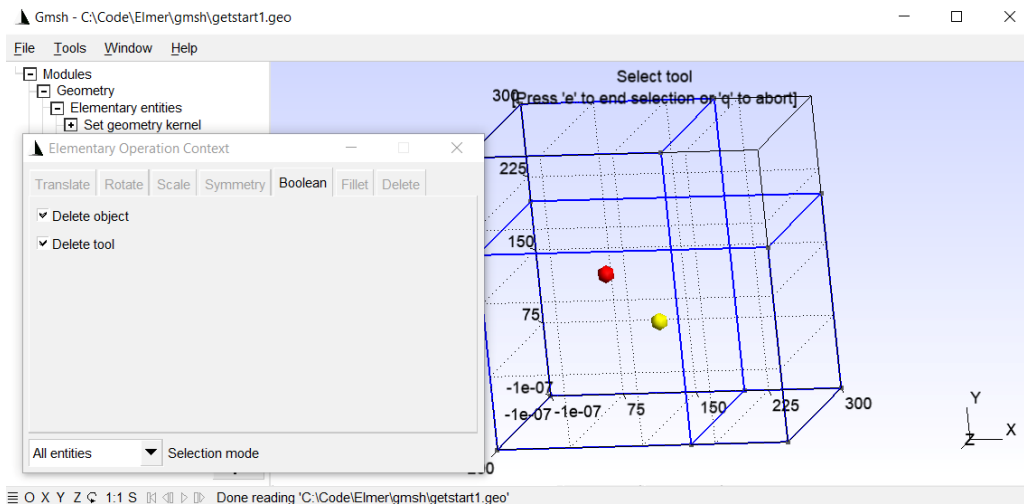 Gmsh - C:\Code\Elmer\gmsh\getstart1.geo
File Tools Window Help
Modules
Geometry
Elementary entities
Set geometry kernel
Elementary Operation Context
Translate Rotate Scale Symmetry Boolean Fillet Delete
Delete object
Delete tool
All entities Selection mode
Select tool
[Press 'e' to end selection or 'q' to abort]
300
225
150
75
-1e-07
-1e-07 -1e-07 75 150 225 300
Y
X
Z
O X Y Z 1:1 S Done reading 'C:\Code\Elmer\gmsh\getstart1.geo'